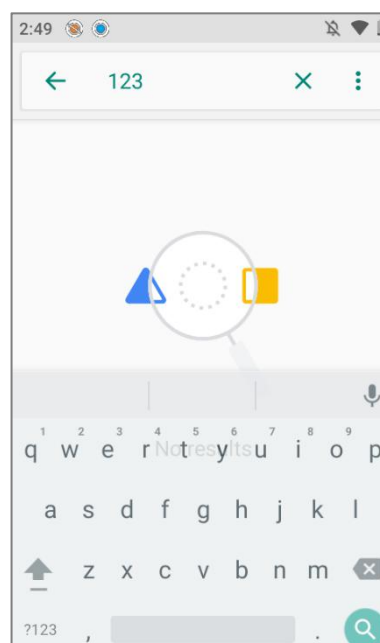 2:49
123
No results
1 2 3 4 5 6 7 8 9
q w e r t y u i o p
a s d f g h j k l
z x c v b n m
?123 , .